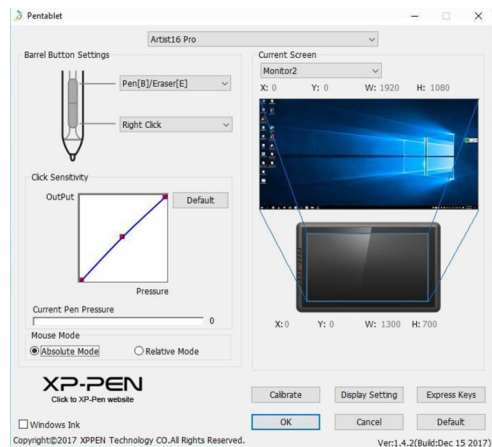 Pentablet
Artist16 Pro
Barrel Button Settings
Pen[B]/Eraser[E]
Right Click
Click Sensitivity
OutPut
Default
Pressure
Current Pen Pressure
0
Mouse Mode
Absolute Mode
Relative Mode
XP-PEN
Click to XP-Pen website
Windows Ink
Copyright©2017 XPPEN Technology CO.All Rights Reserved.
Current Screen
Monitor2
X: 0 Y: 0 W: 1920 H: 1080
X: 0 Y: 0 W: 1300 H: 700
Calibrate
Display Setting
Express Keys
OK
Cancel
Default
Ver:1.4.2(Build:Dec 15 2017)